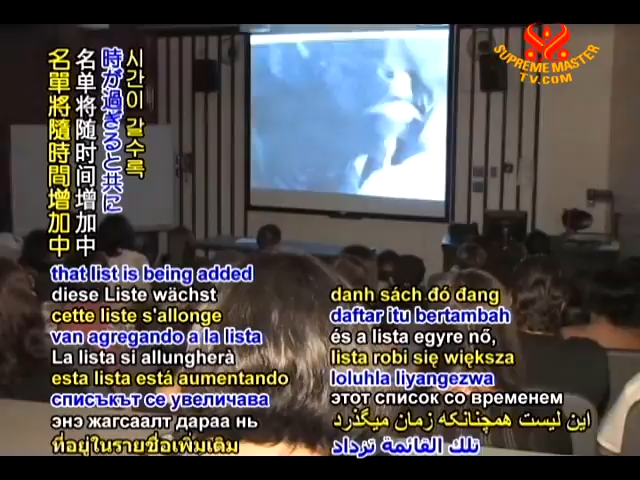 SUPREME MASTER
TV.COM
시간이 갈수록
時が過ぎると共に
名单将随时间增加中
名單將隨時間增加中
that list is being added
diese Liste wächst
cette liste s'allonge
van agregando a la lista
La lista si allungherà
esta lista está aumentando
списъкът се увеличава
энэ жагсаалт дараа нь
ที่อยู่ในรายชื่อเพิ่มเติม
danh sách đó đang
daftar itu bertambah
és a lista egyre nő,
lista robi się większa
loluhla liyangezwa
этот список со временем
این لیست همچنانکه زمان میگذرد
تلك القائمة تزداد